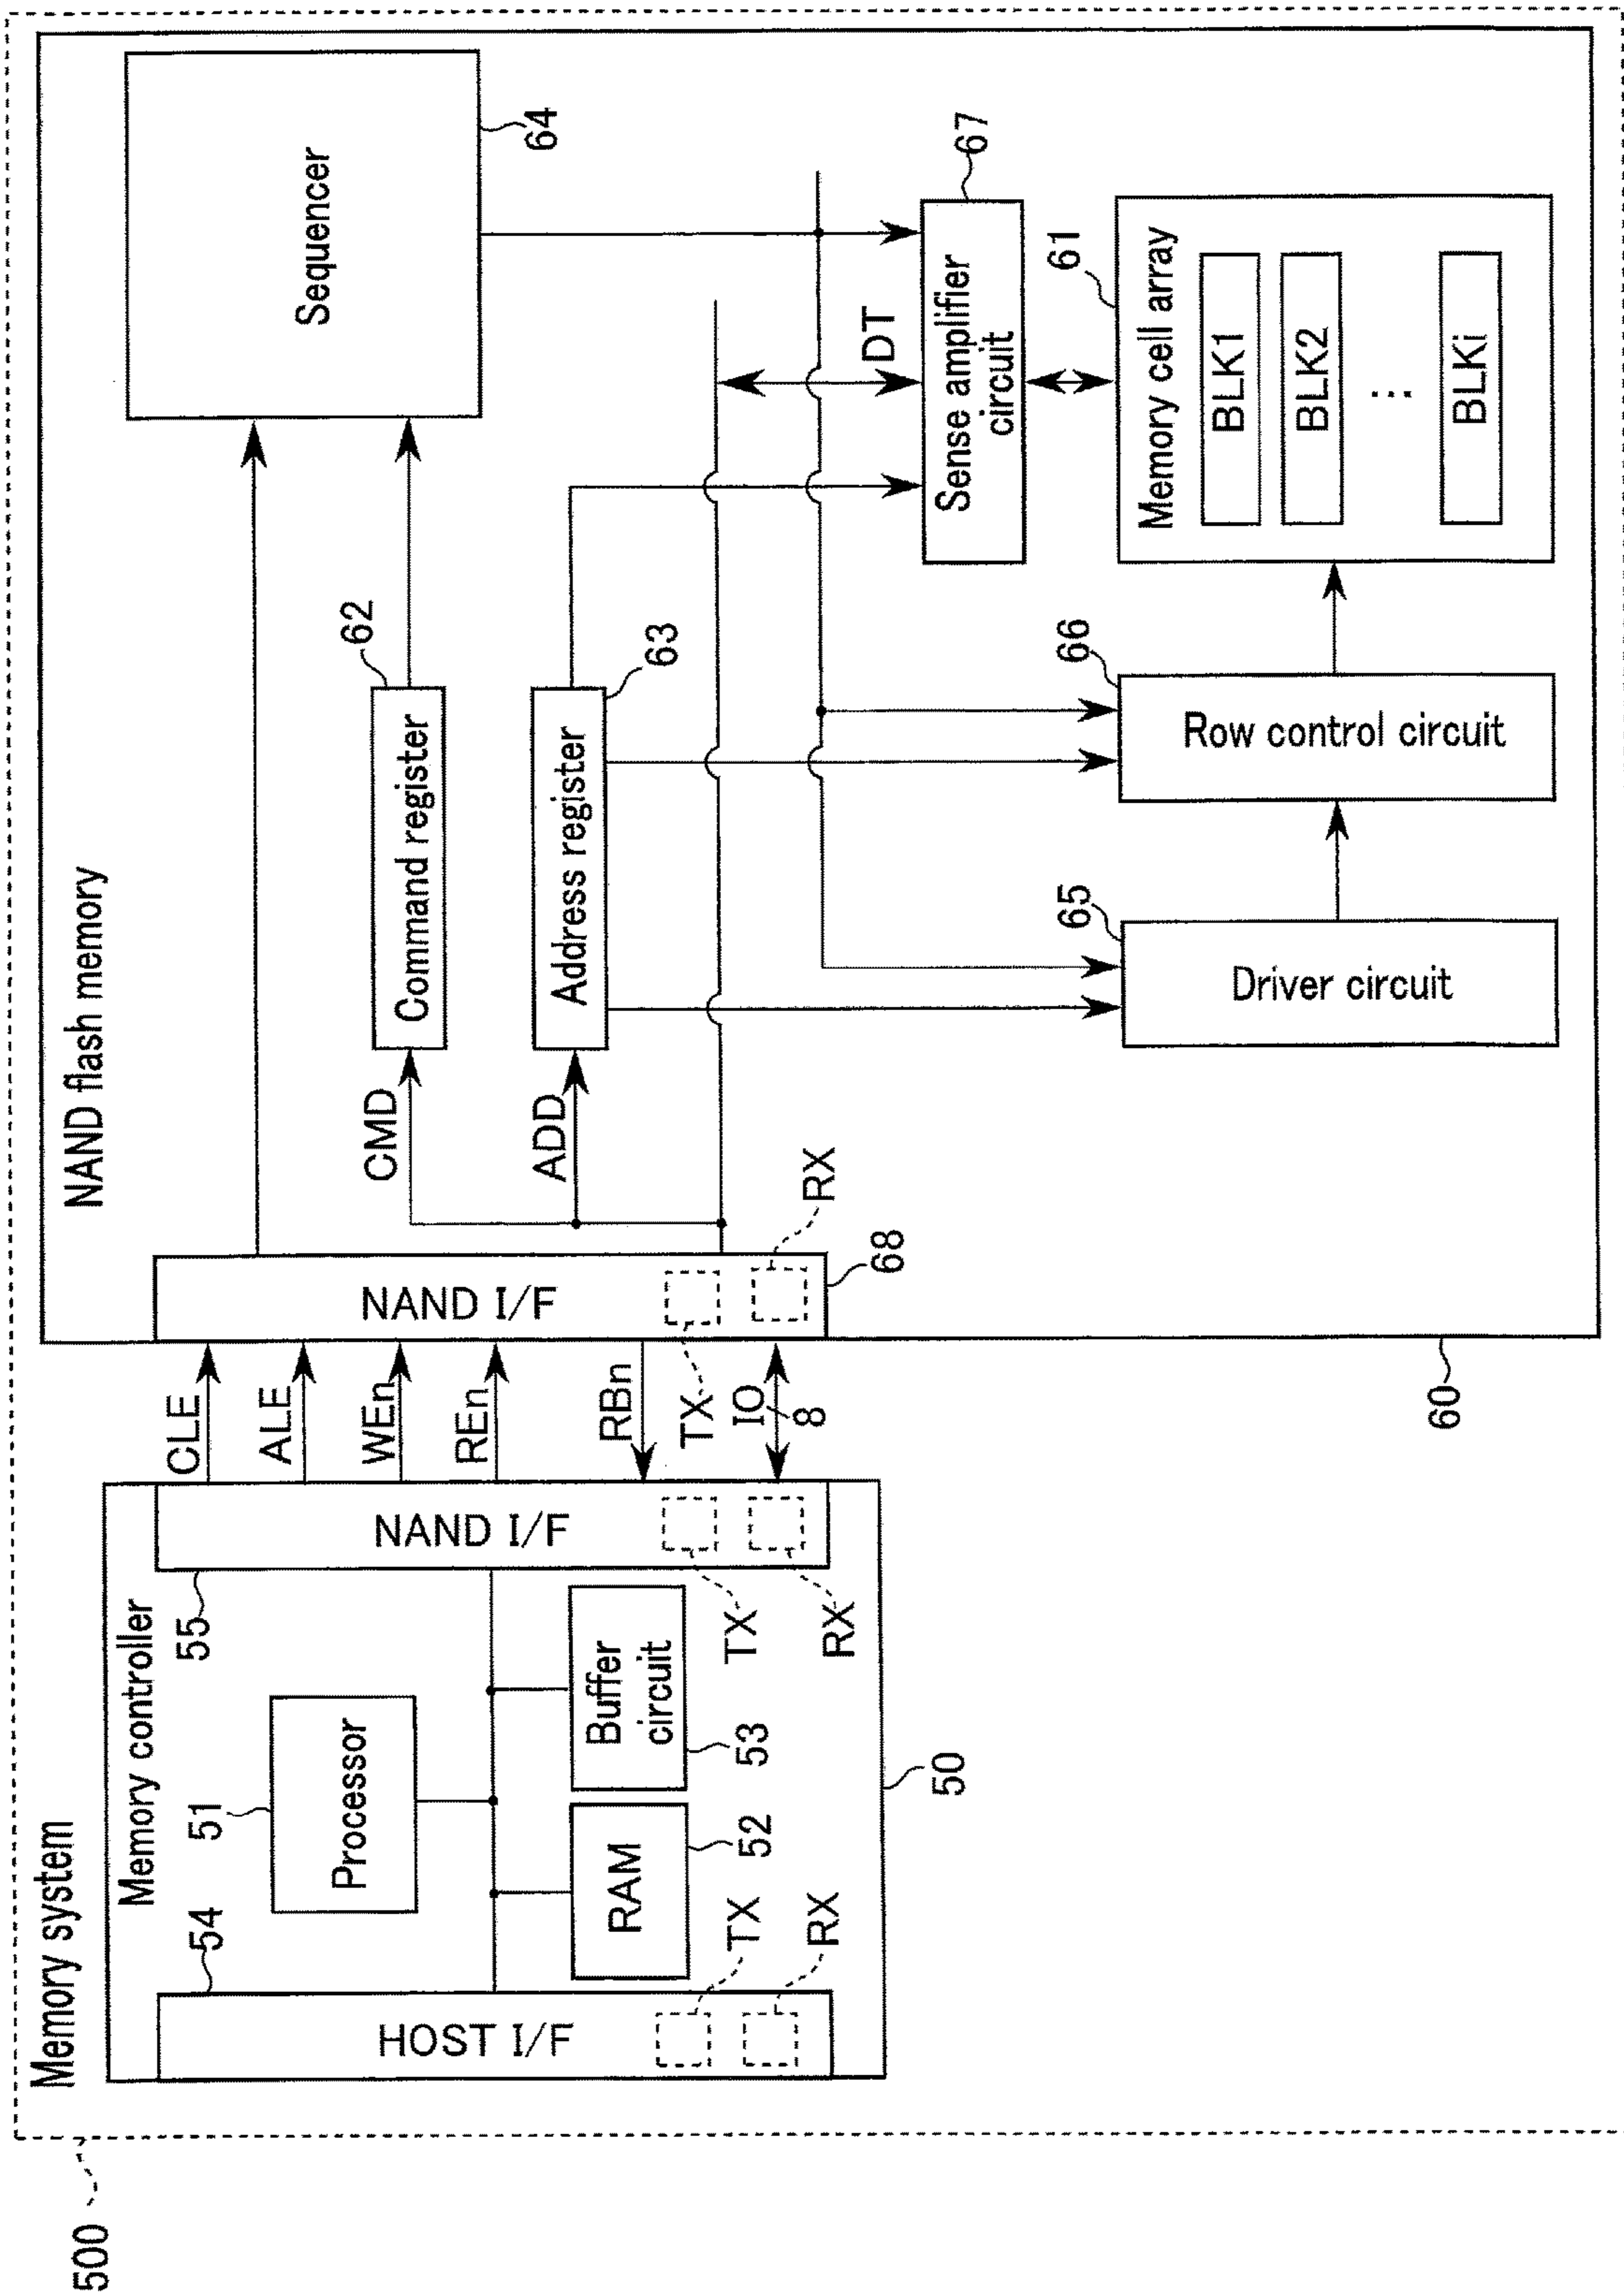 500
Memory system
Memory controller
54
HOST I/F
TX
RX
51
Processor
RAM
52
Buffer
circuit
53
55
NAND I/F
TX
RX
50
CLE
ALE
WEn
REn
RBn
TX
IO
8
NAND flash memory
60
NAND I/F
68
RX
CMD
ADD
Command register
62
Address register
63
Sequencer
64
DT
Sense amplifier
circuit
67
Driver circuit
65
Row control circuit
66
Memory cell array
61
BLK1
BLK2
...
BLKi